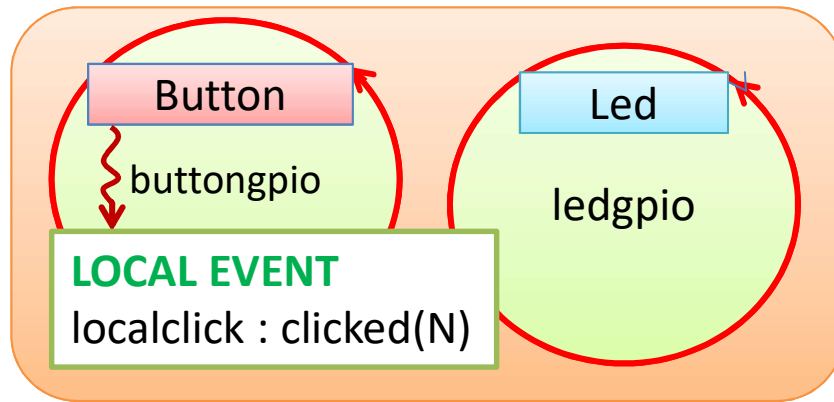 Button
buttongpio
LOCAL EVENT
localclick : clicked(N)
Led
ledgpio